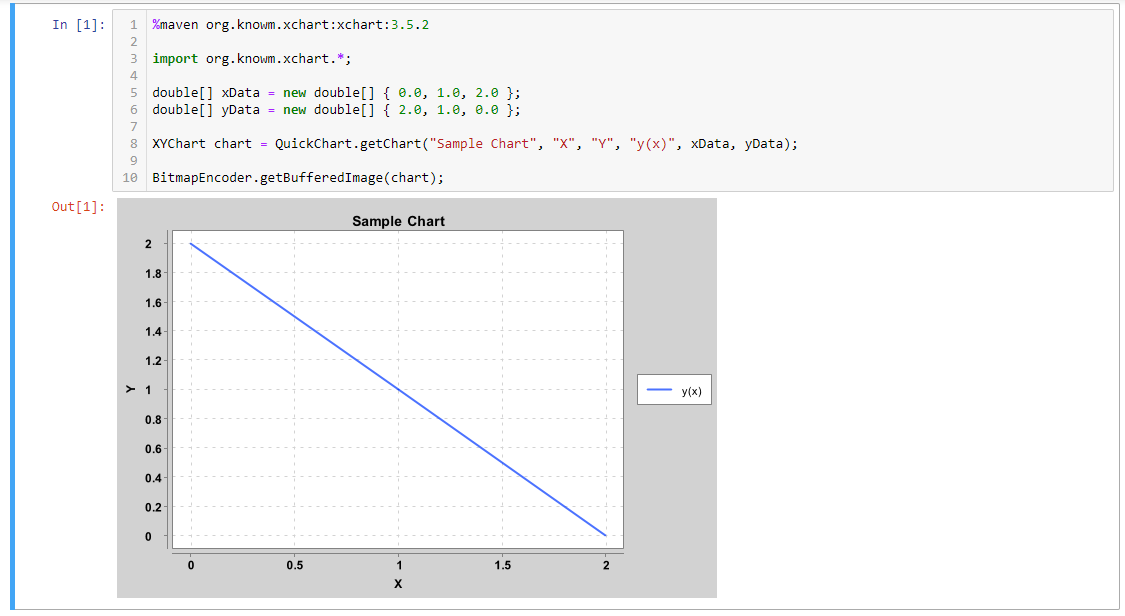 In [1]:
1 %maven org.knowm.xchart:xchart:3.5.2
2
3 import org.knowm.xchart.*;
4
5 double[] xData = new double[] { 0.0, 1.0, 2.0 };
6 double[] yData = new double[] { 2.0, 1.0, 0.0 };
7
8 XYChart chart = QuickChart.getChart("Sample Chart", "X", "Y", "y(x)", xData, yData);
9
10 BitmapEncoder.getBufferedImage(chart);
Out[1]:
Sample Chart
2
1.8
1.6
1.4
1.2
Y
1
0.8
0.6
0.4
0.2
0
y(x)
0 0.5 1 1.5 2
X